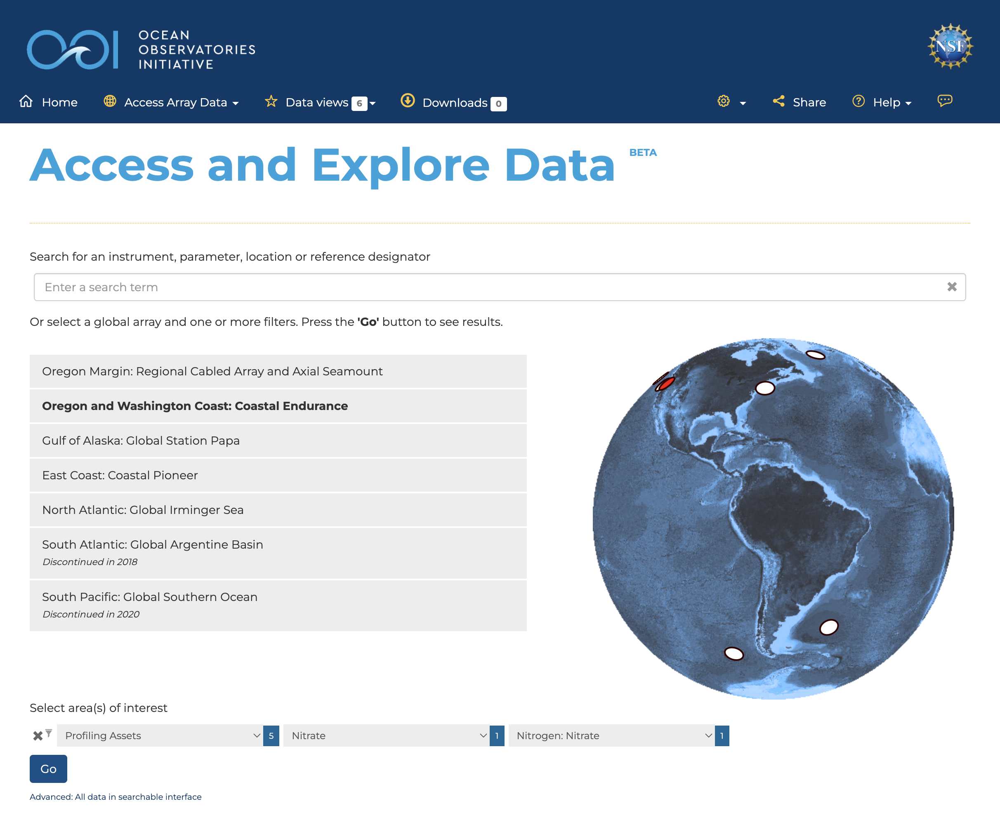 OCEAN
OBSERVATORIES
INITIATIVE
NSF
Home
Access Array Data
Data views 6
Downloads 0
Share
Help
Access and Explore Data BETA
Search for an instrument, parameter, location or reference designator
Enter a search term
Or select a global array and one or more filters. Press the 'Go' button to see results.
Oregon Margin: Regional Cabled Array and Axial Seamount
Oregon and Washington Coast: Coastal Endurance
Gulf of Alaska: Global Station Papa
East Coast: Coastal Pioneer
North Atlantic: Global Irminger Sea
South Atlantic: Global Argentine Basin
Discontinued in 2018
South Pacific: Global Southern Ocean
Discontinued in 2020
Select area(s) of interest
Profiling Assets 5 Nitrate 1 Nitrogen: Nitrate 1
Go
Advanced: All data in searchable interface